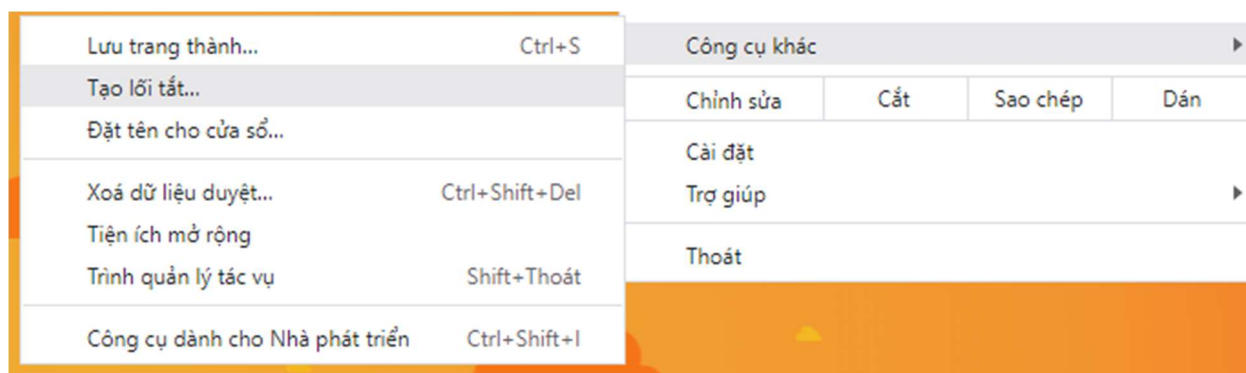 Lưu trang thành... Ctrl+S
Tạo lối tắt...
Đặt tên cho cửa sổ...
Xoá dữ liệu duyệt... Ctrl+Shift+Del
Tiện ích mở rộng
Trình quản lý tác vụ Shift+Thoát
Công cụ dành cho Nhà phát triển Ctrl+Shift+I
Công cụ khác
Chỉnh sửa Cắt Sao chép Dán
Cài đặt
Trợ giúp
Thoát